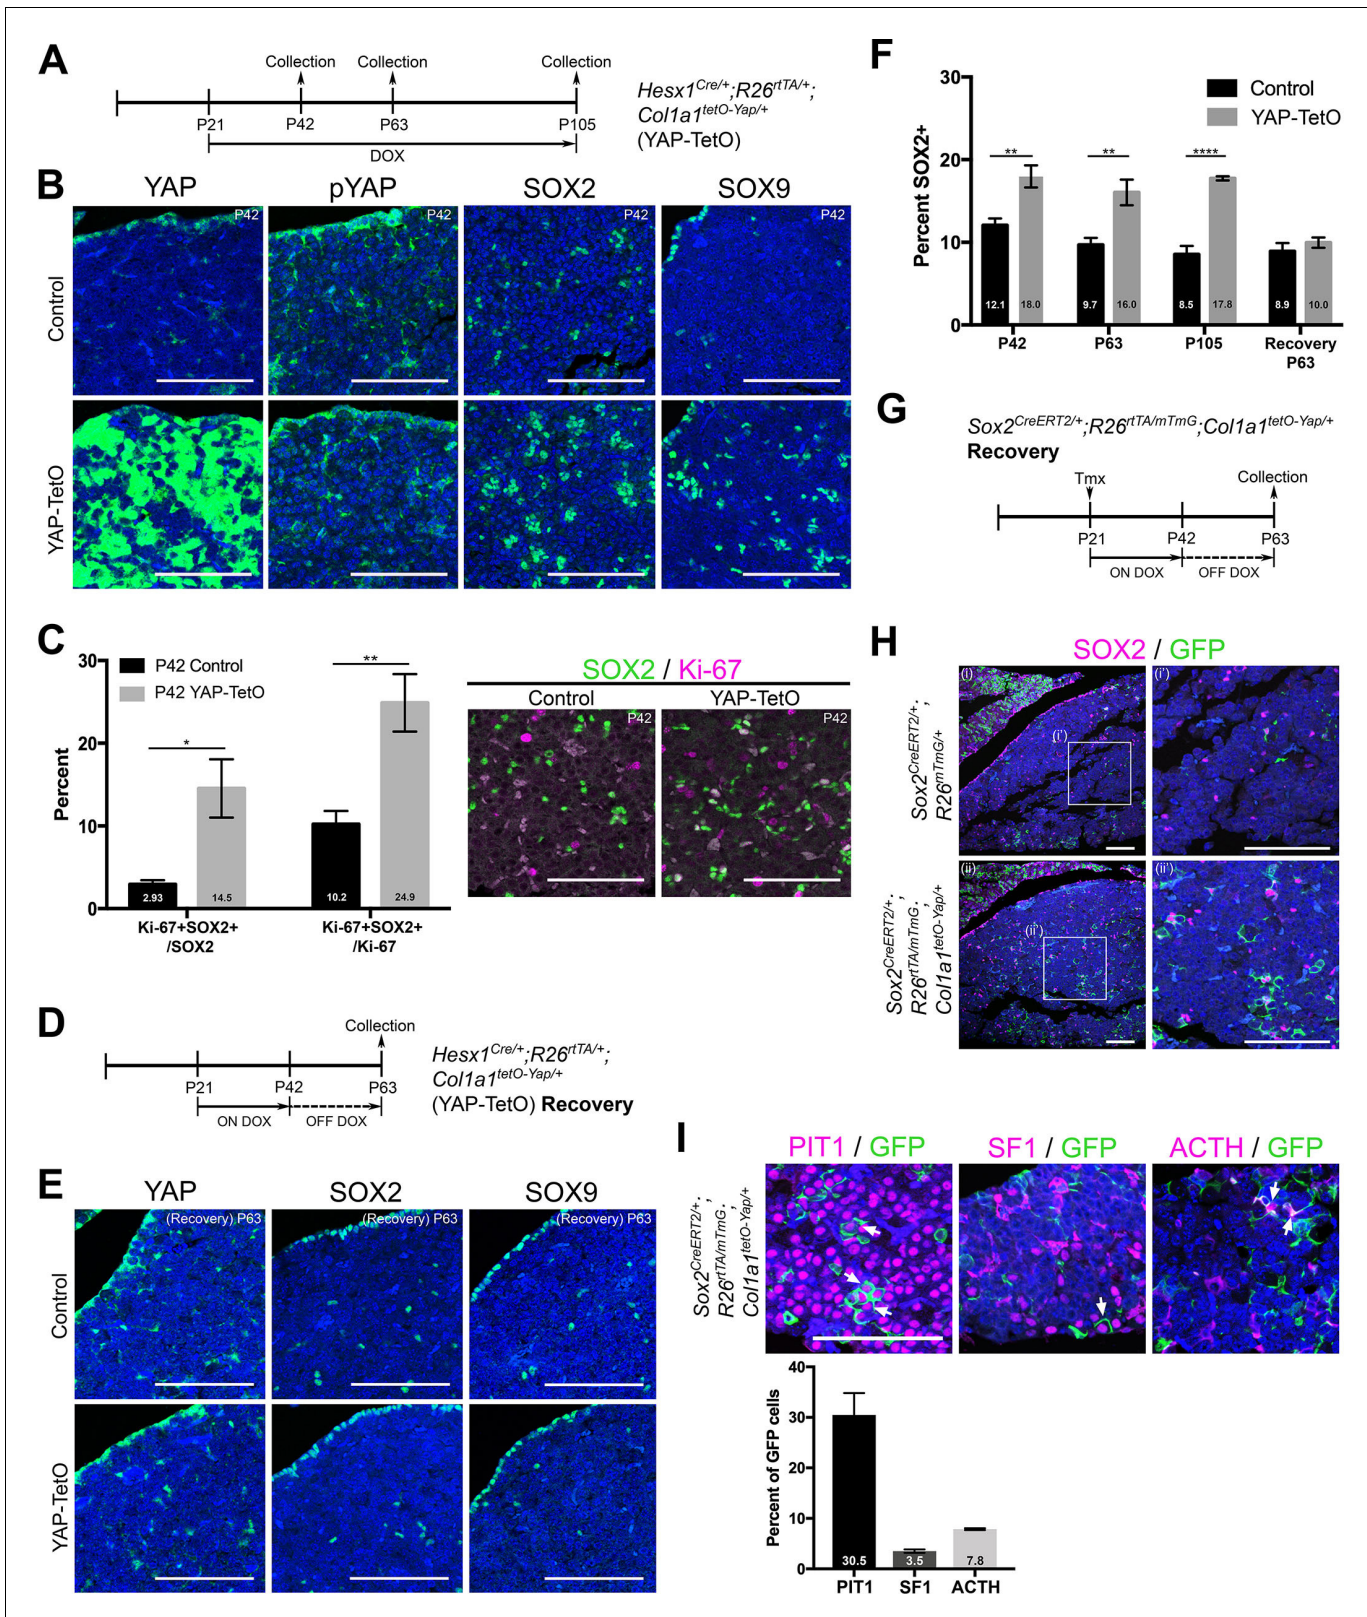 A
Collection
Collection
Collection
P21
P42
P63
P105
DOX
Hesx1Cre/+;R26rtTA/+;
Col1a1tetO-Yap/+
(YAP-TetO)
B
YAP
pYAP
SOX2
SOX9
Control
P42
P42
P42
P42
YAP-TetO
C
30
20
10
0
Percent
P42 Control
P42 YAP-TetO
*
**
2.93
14.5
10.2
24.9
Ki-67+SOX2+
/SOX2
Ki-67+SOX2+
/Ki-67
SOX2 / Ki-67
Control
YAP-TetO
P42
P42
D
Collection
P21
P42
P63
ON DOX
OFF DOX
Hesx1Cre/+;R26rtTA/+;
Col1a1tetO-Yap/+
(YAP-TetO) Recovery
E
YAP
SOX2
SOX9
Control
(Recovery) P63
(Recovery) P63
(Recovery) P63
YAP-TetO
F
Percent SOX2+
30
20
10
0
Control
YAP-TetO
**
**
****
12.1
18.0
9.7
16.0
8.5
17.8
8.9
10.0
P42
P63
P105
Recovery
P63
G
Sox2CreERT2/+;R26rtTA/mTmG;Col1a1tetO-Yap/+
Recovery
Tmx
Collection
P21
P42
P63
ON DOX
OFF DOX
H
SOX2 / GFP
Sox2CreERT2/+;
R26mTmG/+
(i)
(i')
(i')
Sox2CreERT2/+;
R26rtTA/mTmG;
Col1a1tetO-Yap/+
(ii)
(ii')
(ii')
I
PIT1 / GFP
SF1 / GFP
ACTH / GFP
Sox2CreERT2/+;
R26rtTA/mTmG;
Col1a1tetO-Yap/+
Percent of GFP cells
40
30
20
10
0
30.5
3.5
7.8
PIT1
SF1
ACTH